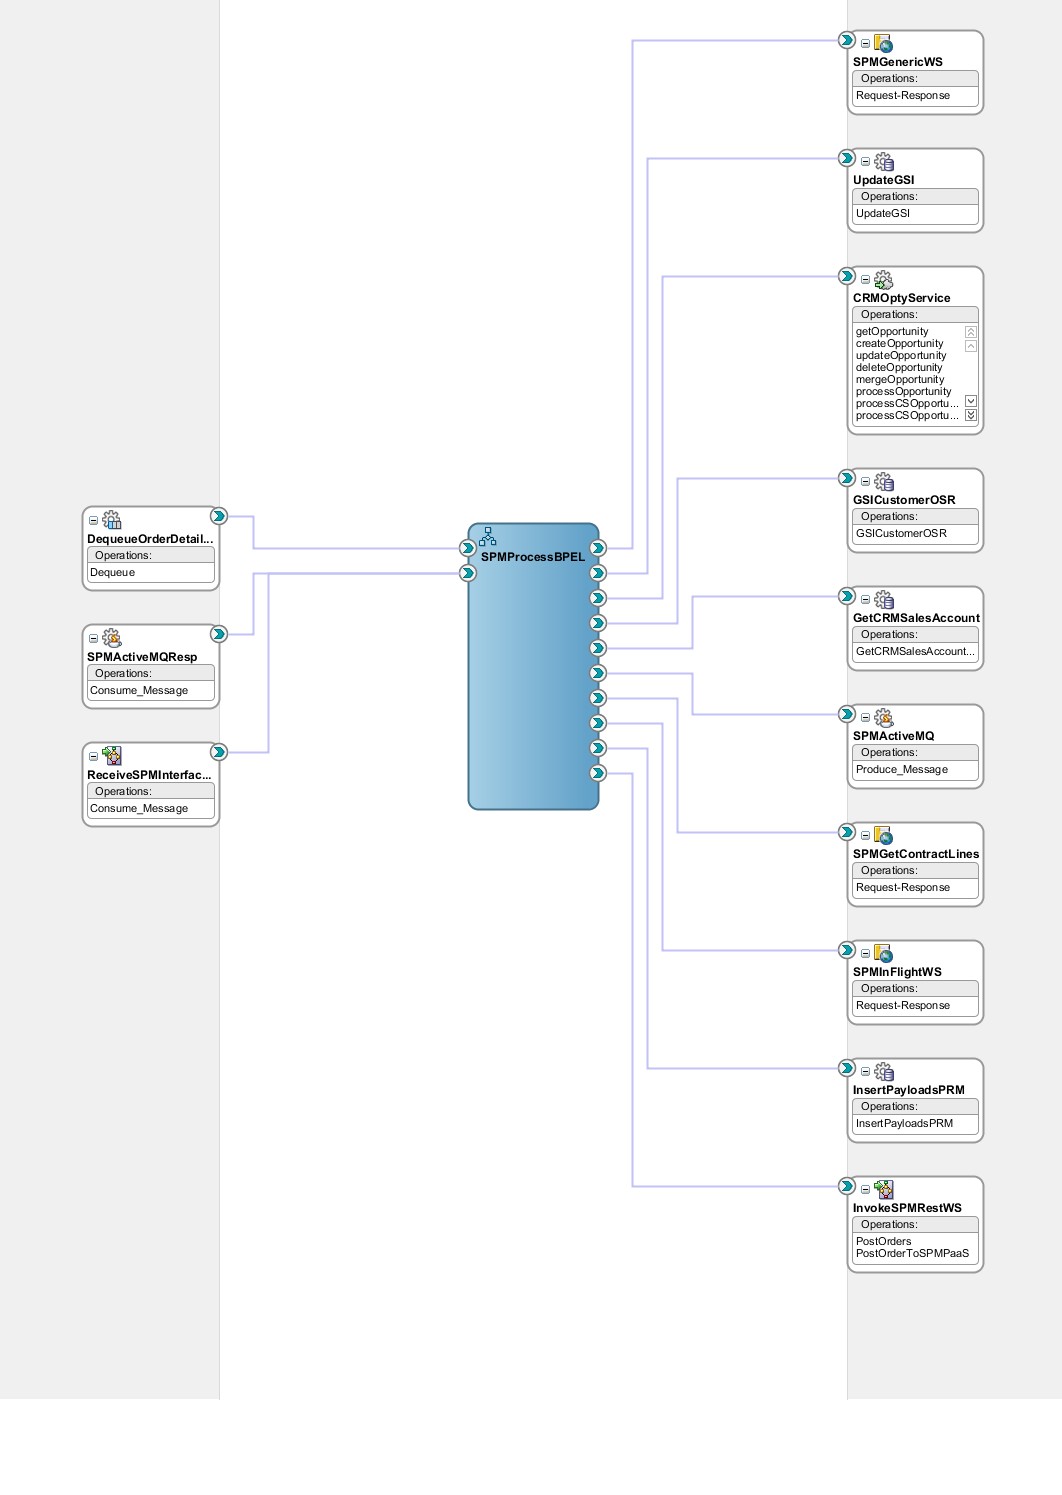 SPMGenericWS
Operations:
Request-Response
UpdateGSI
Operations:
UpdateGSI
CRMOptyService
Operations:
getOpportunity
createOpportunity
updateOpportunity
deleteOpportunity
mergeOpportunity
processOpportunity
processCSOpportu...
processCSOpportu...
GSICustomerOSR
Operations:
GSICustomerOSR
DequeueOrderDetail...
Operations:
Dequeue
SPMActiveMQResp
Operations:
Consume_Message
ReceiveSPMInterfac...
Operations:
Consume_Message
SPMProcessBPEL
GetCRMSalesAccount
Operations:
GetCRMSalesAccount...
SPMActiveMQ
Operations:
Produce_Message
SPMGetContractLines
Operations:
Request-Response
SPMInFlightWS
Operations:
Request-Response
InsertPayloadsPRM
Operations:
InsertPayloadsPRM
InvokeSPMRestWS
Operations:
PostOrders
PostOrderToSPMPaaS